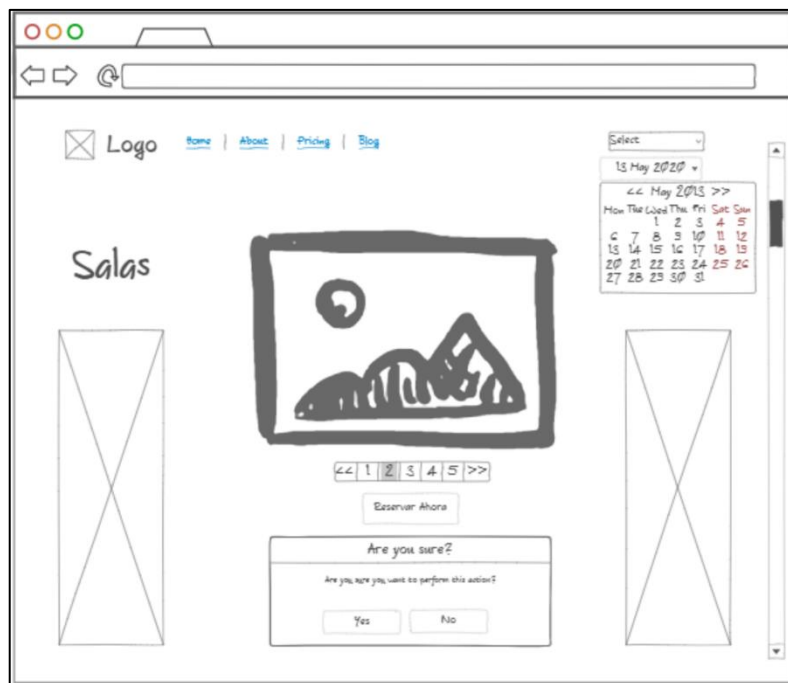 Logo Home | About | Pricing | Blog
Select
13 May 2020
<< May 2013 >>
Mon Tue Wed Thu Fri Sat Sun
1 2 3 4 5
6 7 8 9 10 11 12
13 14 15 16 17 18 19
20 21 22 23 24 25 26
27 28 29 30 31
Salas
<< 1 2 3 4 5 >>
Reservar Ahora
Are you sure?
Are you sure you want to perform this action?
Yes No